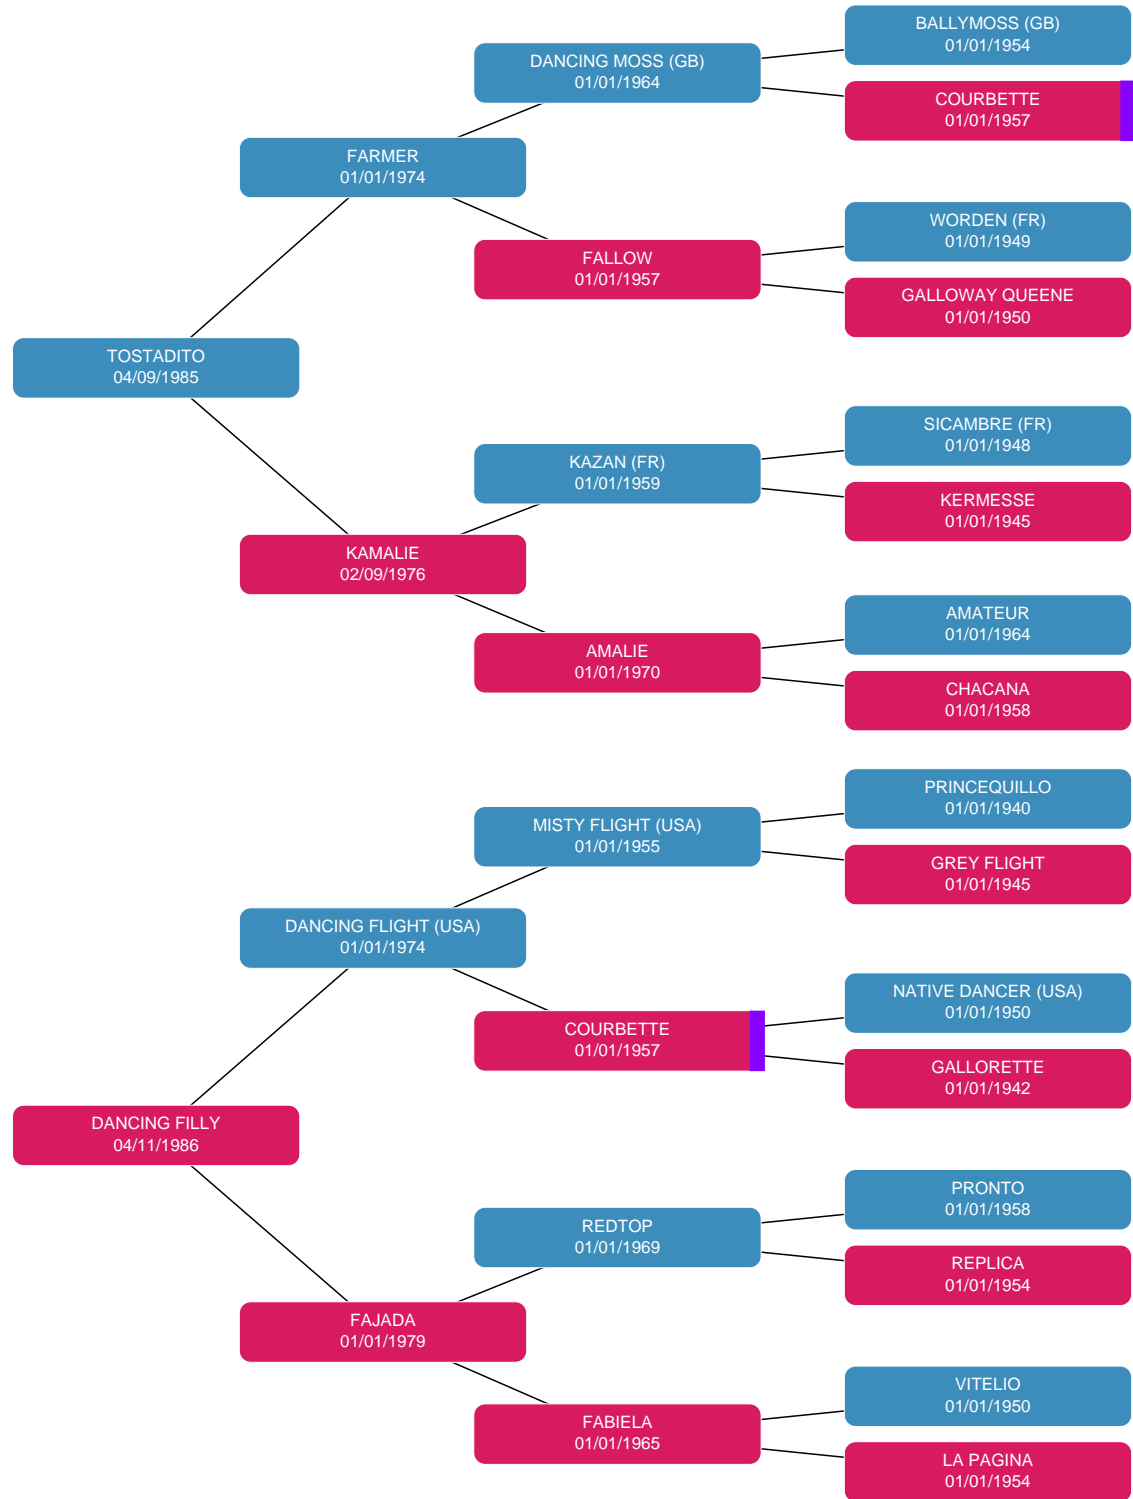 BALLYMOSS (GB)
01/01/1954
DANCING MOSS (GB)
01/01/1964
COURBETTE
01/01/1957
FARMER
01/01/1974
WORDEN (FR)
01/01/1949
FALLOW
01/01/1957
GALLOWAY QUEENE
01/01/1950
TOSTADITO
04/09/1985
SICAMBRE (FR)
01/01/1948
KAZAN (FR)
01/01/1959
KERMESSE
01/01/1945
KAMALIE
02/09/1976
AMATEUR
01/01/1964
AMALIE
01/01/1970
CHACANA
01/01/1958
PRINCEQUILLO
01/01/1940
MISTY FLIGHT (USA)
01/01/1955
GREY FLIGHT
01/01/1945
DANCING FLIGHT (USA)
01/01/1974
NATIVE DANCER (USA)
01/01/1950
COURBETTE
01/01/1957
GALLORETTE
01/01/1942
DANCING FILLY
04/11/1986
PRONTO
01/01/1958
REDTOP
01/01/1969
REPLICA
01/01/1954
FAJADA
01/01/1979
VITELIO
01/01/1950
FABIELA
01/01/1965
LA PAGINA
01/01/1954